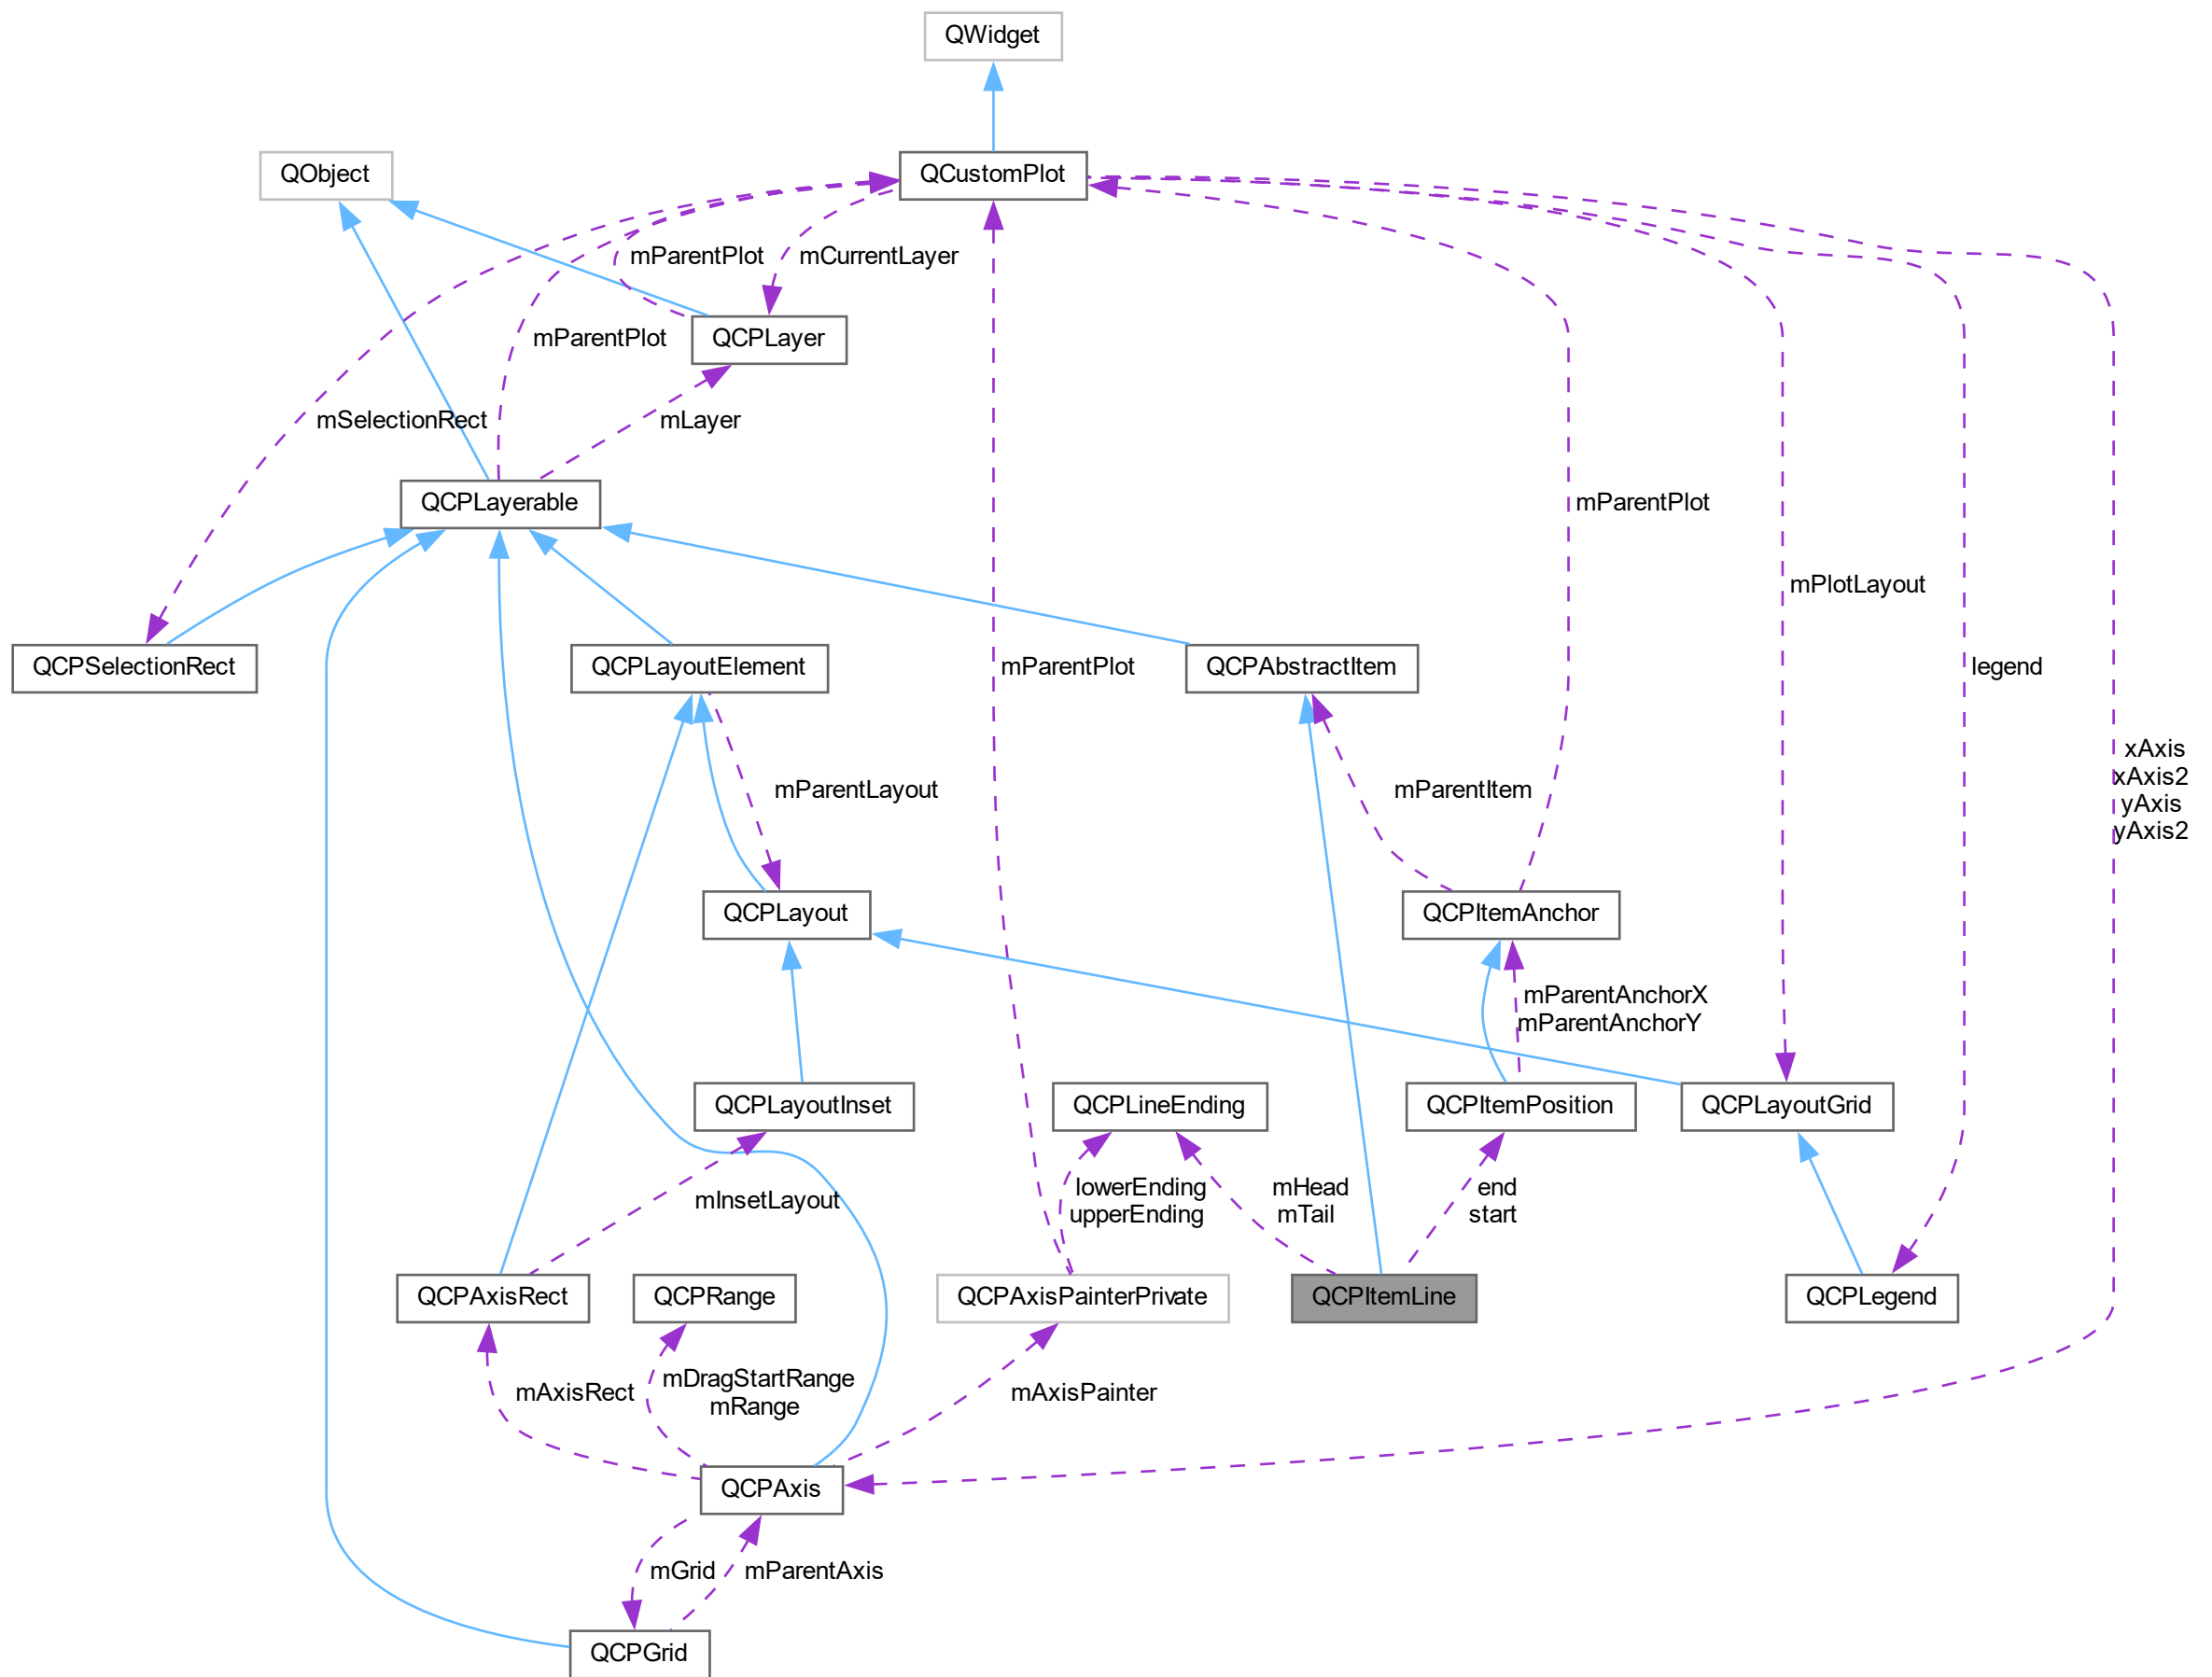 QWidget
QObject
QCustomPlot
mParentPlot
mCurrentLayer
mParentPlot
QCPLayer
mSelectionRect
mLayer
QCPLayerable
mParentPlot
mPlotLayout
QCPSelectionRect
QCPLayoutElement
mParentPlot
QCPAbstractItem
legend
xAxis
xAxis2
yAxis
yAxis2
mParentLayout
mParentItem
QCPLayout
QCPItemAnchor
mParentAnchorX
mParentAnchorY
QCPLayoutInset
QCPLineEnding
QCPItemPosition
QCPLayoutGrid
mInsetLayout
lowerEnding
upperEnding
mHead
mTail
end
start
QCPAxisRect
QCPRange
QCPAxisPainterPrivate
QCPItemLine
QCPLegend
mAxisRect
mDragStartRange
mRange
mAxisPainter
QCPAxis
mGrid
mParentAxis
QCPGrid